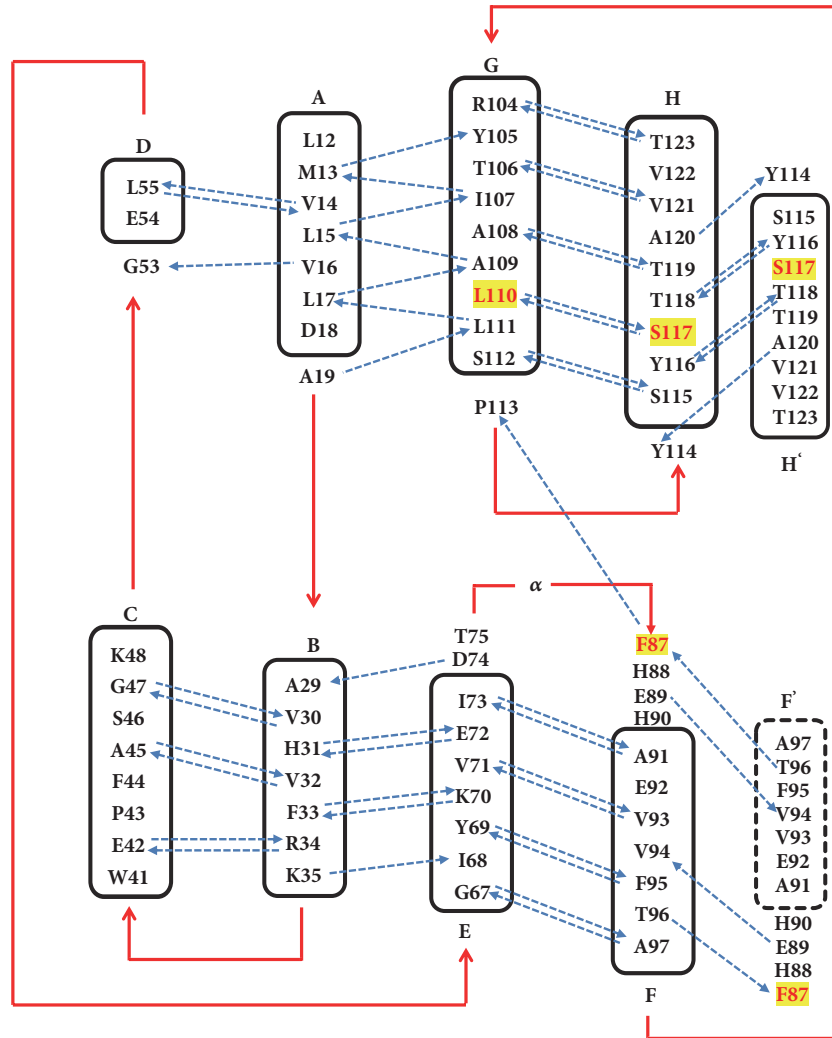 D
L55
E54
G53
A
L12
M13
V14
L15
V16
L17
D18
A19
G
R104
Y105
T106
I107
A108
A109
L110
L111
S112
P113
H
T123
V122
V121
A120
T119
T118
S117
Y116
S115
Y114
Y114
S115
Y116
S117
T118
T119
A120
V121
V122
T123
H‘
C
K48
G47
S46
A45
F44
P43
E42
W41
B
A29
V30
H31
V32
F33
R34
K35
α
T75
D74
I73
E72
V71
K70
Y69
I68
G67
E
F87
H88
E89
H90
A91
E92
V93
V94
F95
T96
A97
F
F’
A97
T96
F95
V94
V93
E92
A91
H90
E89
H88
F87